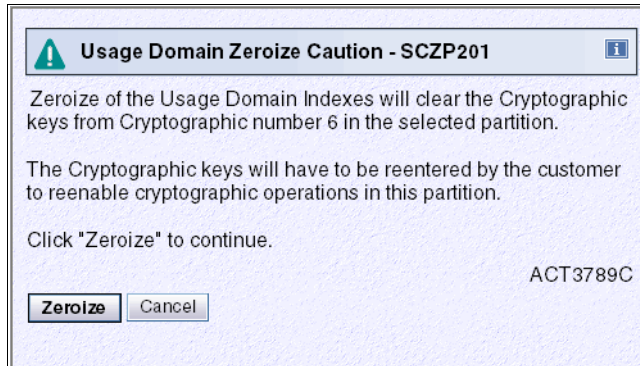 Usage Domain Zeroize Caution - SCZP201
i
Zeroize of the Usage Domain Indexes will clear the Cryptographic
keys from Cryptographic number 6 in the selected partition.
The Cryptographic keys will have to be reentered by the customer
to reenable cryptographic operations in this partition.
Click "Zeroize" to continue.
ACT3789C
Zeroize Cancel